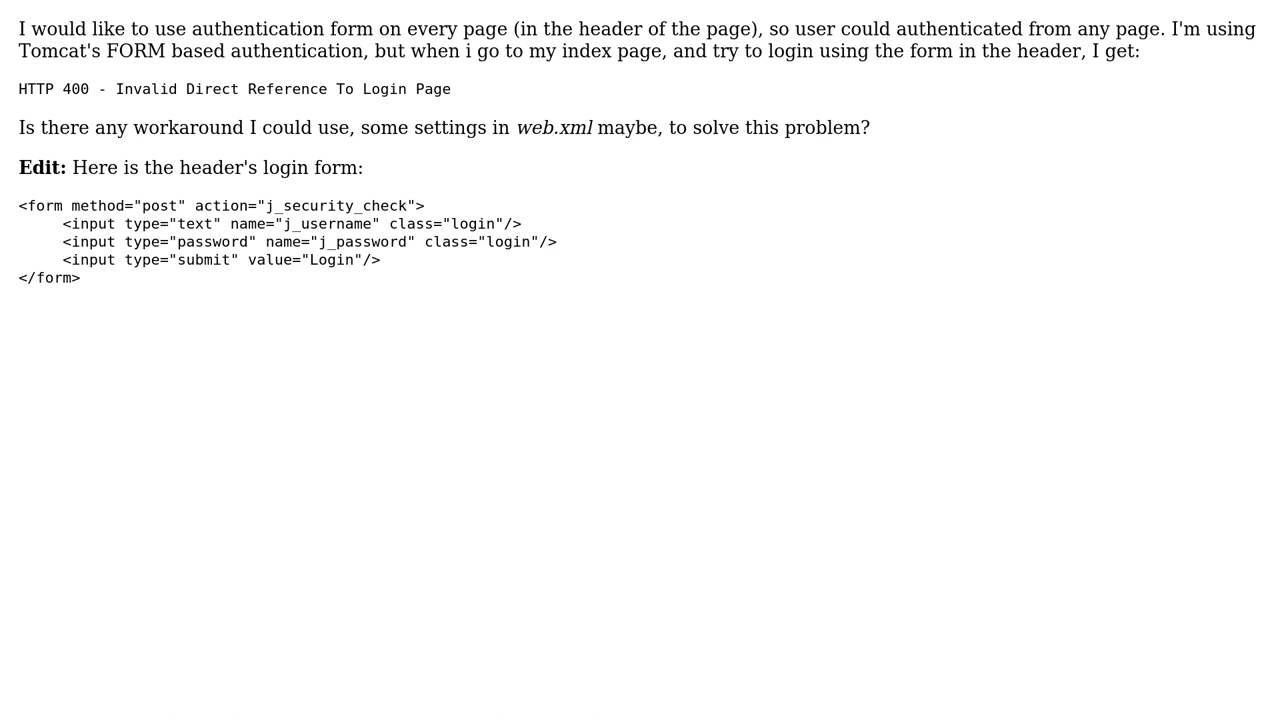 I would like to use authentication form on every page (in the header of the page), so user could authenticated from any page. I'm using
Tomcat's FORM based authentication, but when i go to my index page, and try to login using the form in the header, I get:
HTTP 400 - Invalid Direct Reference To Login Page
Is there any workaround I could use, some settings in web.xml maybe, to solve this problem?
Edit: Here is the header's login form:
<form method="post" action="j_security_check">
     <input type="text" name="j_username" class="login"/>
     <input type="password" name="j_password" class="login"/>
     <input type="submit" value="Login"/>
</form>